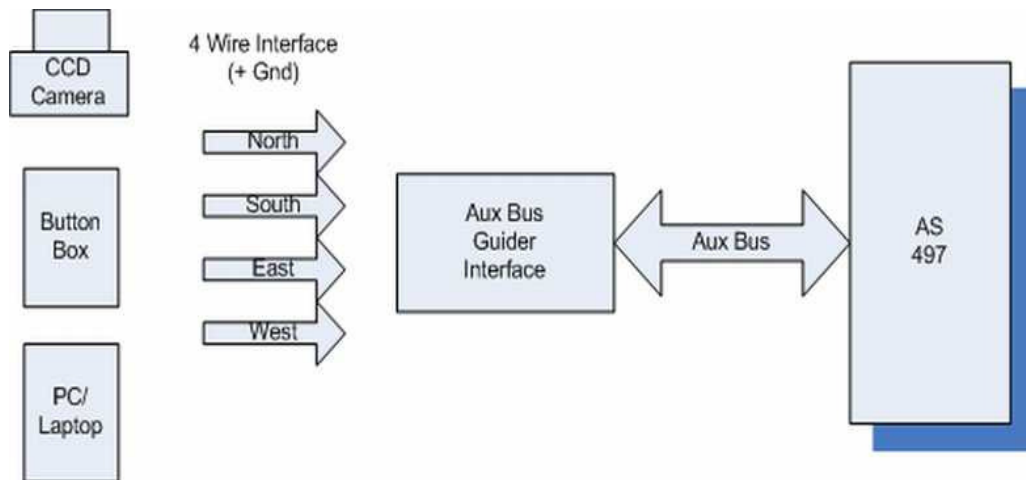 CCD
Camera
Button
Box
PC/
Laptop
4 Wire Interface
(+ Gnd)
North
South
East
West
Aux Bus
Guider
Interface
Aux Bus
AS
497